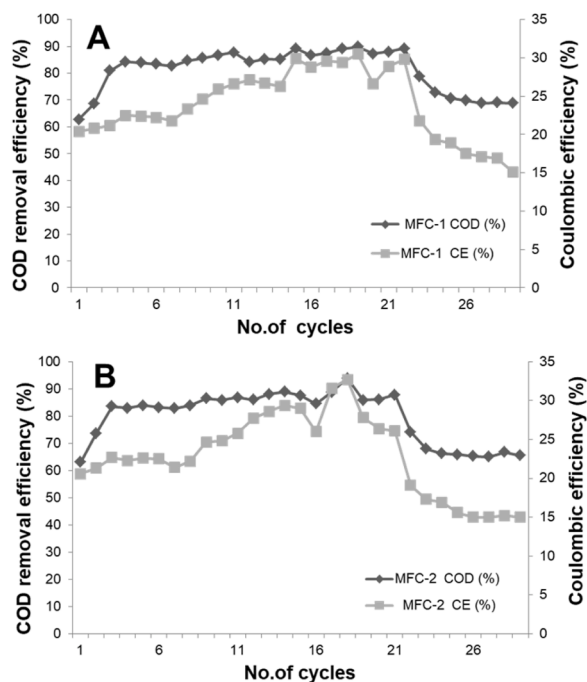 A
COD removal efficiency (%)
100
90
80
70
60
50
40
30
20
10
0
35
30
25
20
15
10
5
0
Coulombic efficiency (%)
MFC-1 COD (%)
MFC-1 CE (%)
1 6 11 16 21 26
No.of cycles
B
COD removal efficiency (%)
100
90
80
70
60
50
40
30
20
10
0
35
30
25
20
15
10
5
0
Coulombic efficiency (%)
MFC-2 COD (%)
MFC-2 CE (%)
1 6 11 16 21 26
No.of cycles